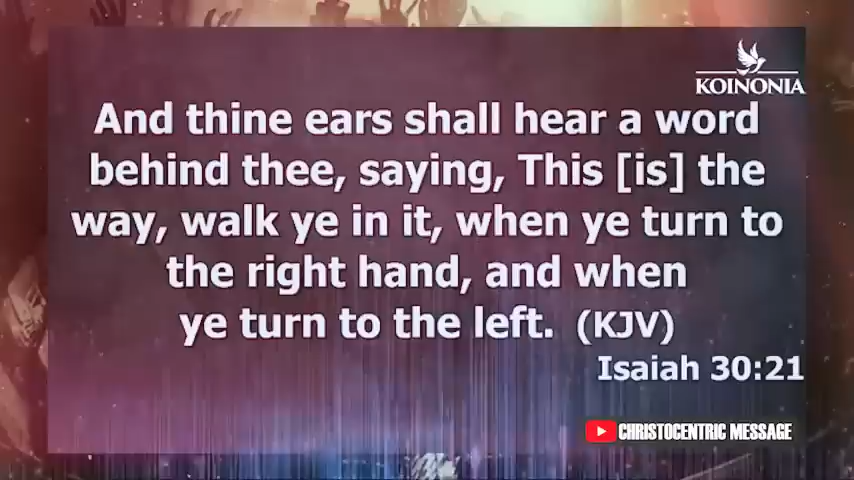 KOINONIA
And thine ears shall hear a word
behind thee, saying, This [is] the
way, walk ye in it, when ye turn to
the right hand, and when
ye turn to the left. (KJV)
Isaiah 30:21
CHRISTOCENTRIC MESSAGE